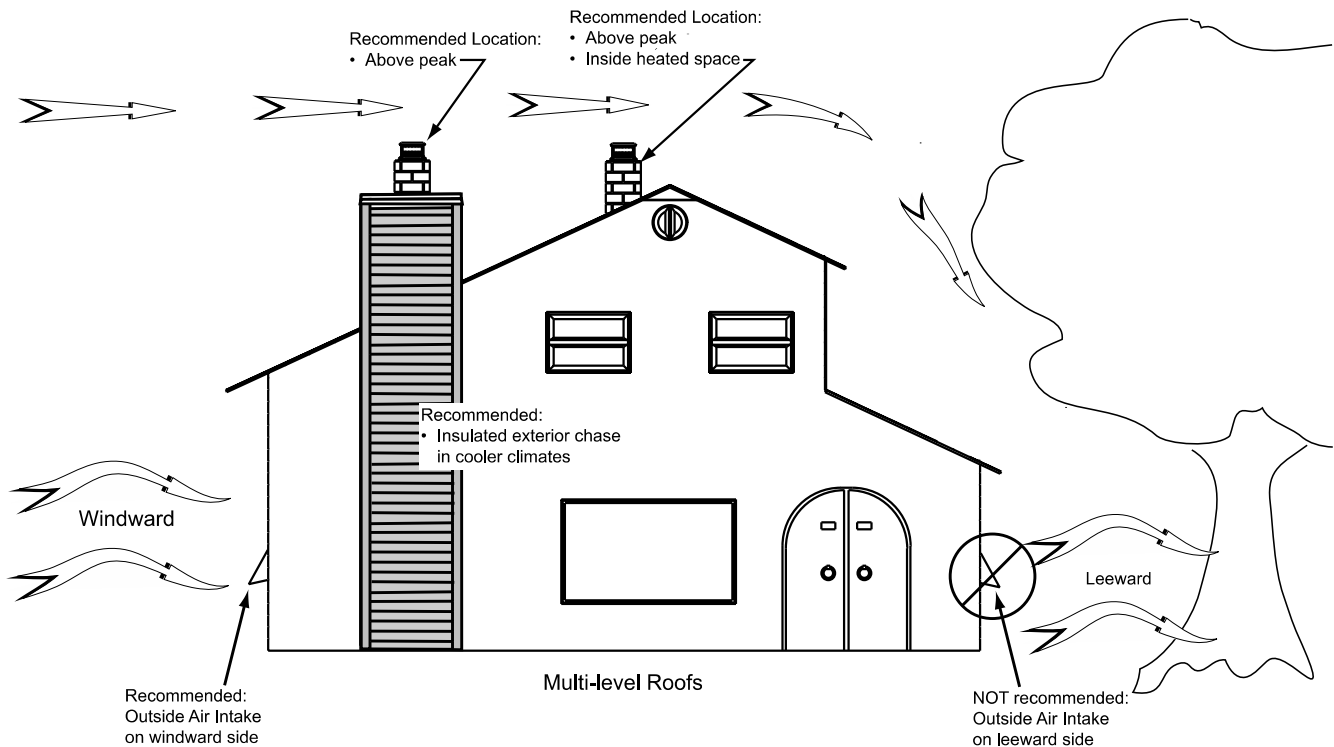 Recommended Location:
• Above peak
Recommended Location:
• Above peak
• Inside heated space
Recommended:
• Insulated exterior chase
in cooler climates
Windward
Leeward
Recommended:
Outside Air Intake
on windward side
Multi-level Roofs
NOT recommended:
Outside Air Intake
on leeward side